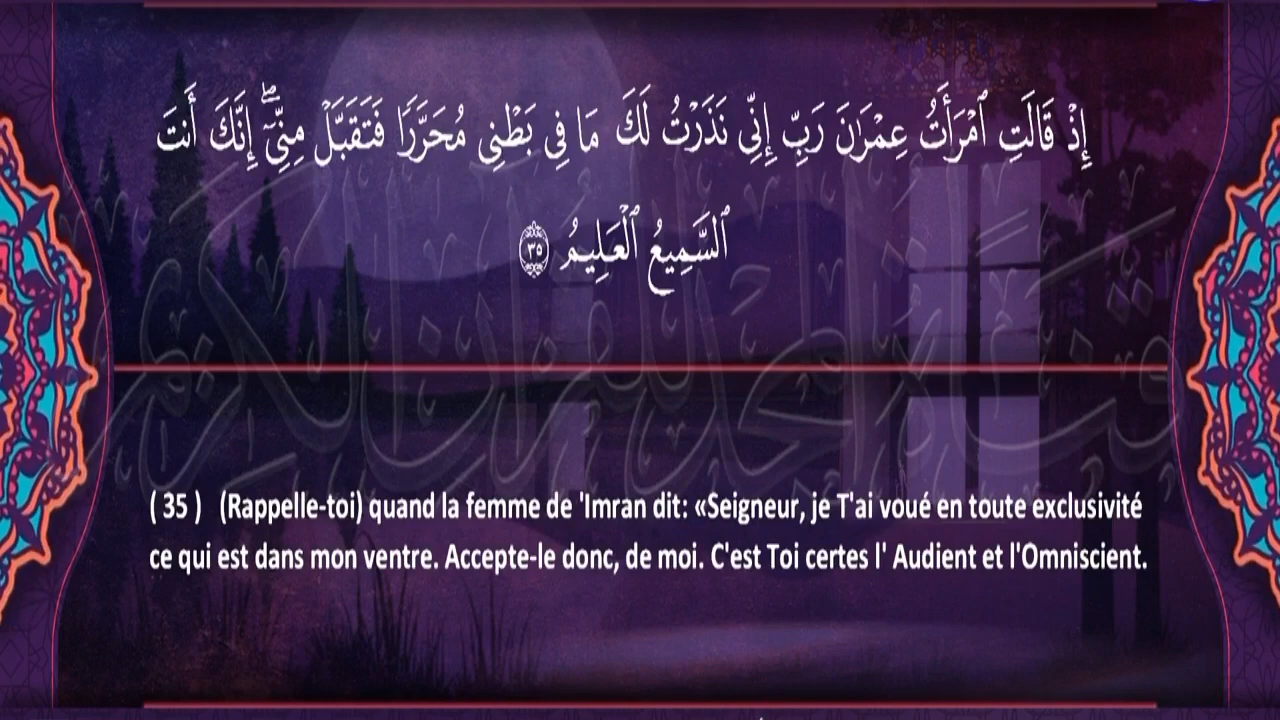 إِذْ قَالَتِ ٱمْرَأَتُ عِمْرَٰنَ رَبِّ إِنِّى نَذَرْتُ لَكَ مَا فِى بَطْنِى مُحَرَّرًا فَتَقَبَّلْ مِنِّىٓ ۖ إِنَّكَ أَنتَ
ٱلسَّمِيعُ ٱلْعَلِيمُ ٣٥
( 35 ) (Rappelle-toi) quand la femme de 'Imran dit: «Seigneur, je T'ai voué en toute exclusivité
ce qui est dans mon ventre. Accepte-le donc, de moi. C'est Toi certes l' Audient et l'Omniscient.